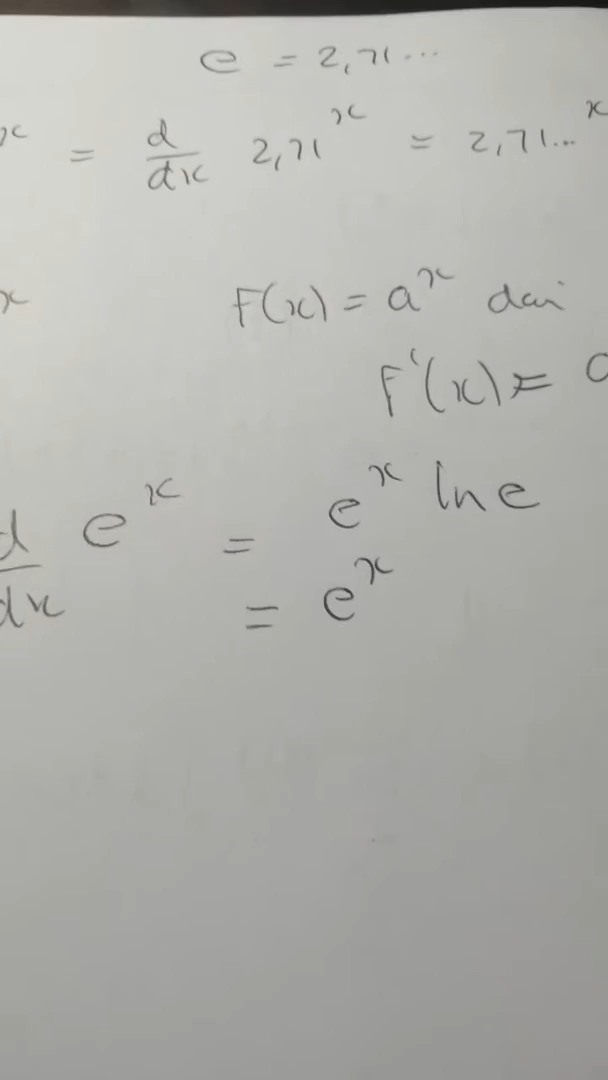 e = 2,71...
x = d/dx 2,71^x = 2,71...^x
x F(x) = a^x dan
F'(x) =
d/dx e^x = e^x ln e
= e^x